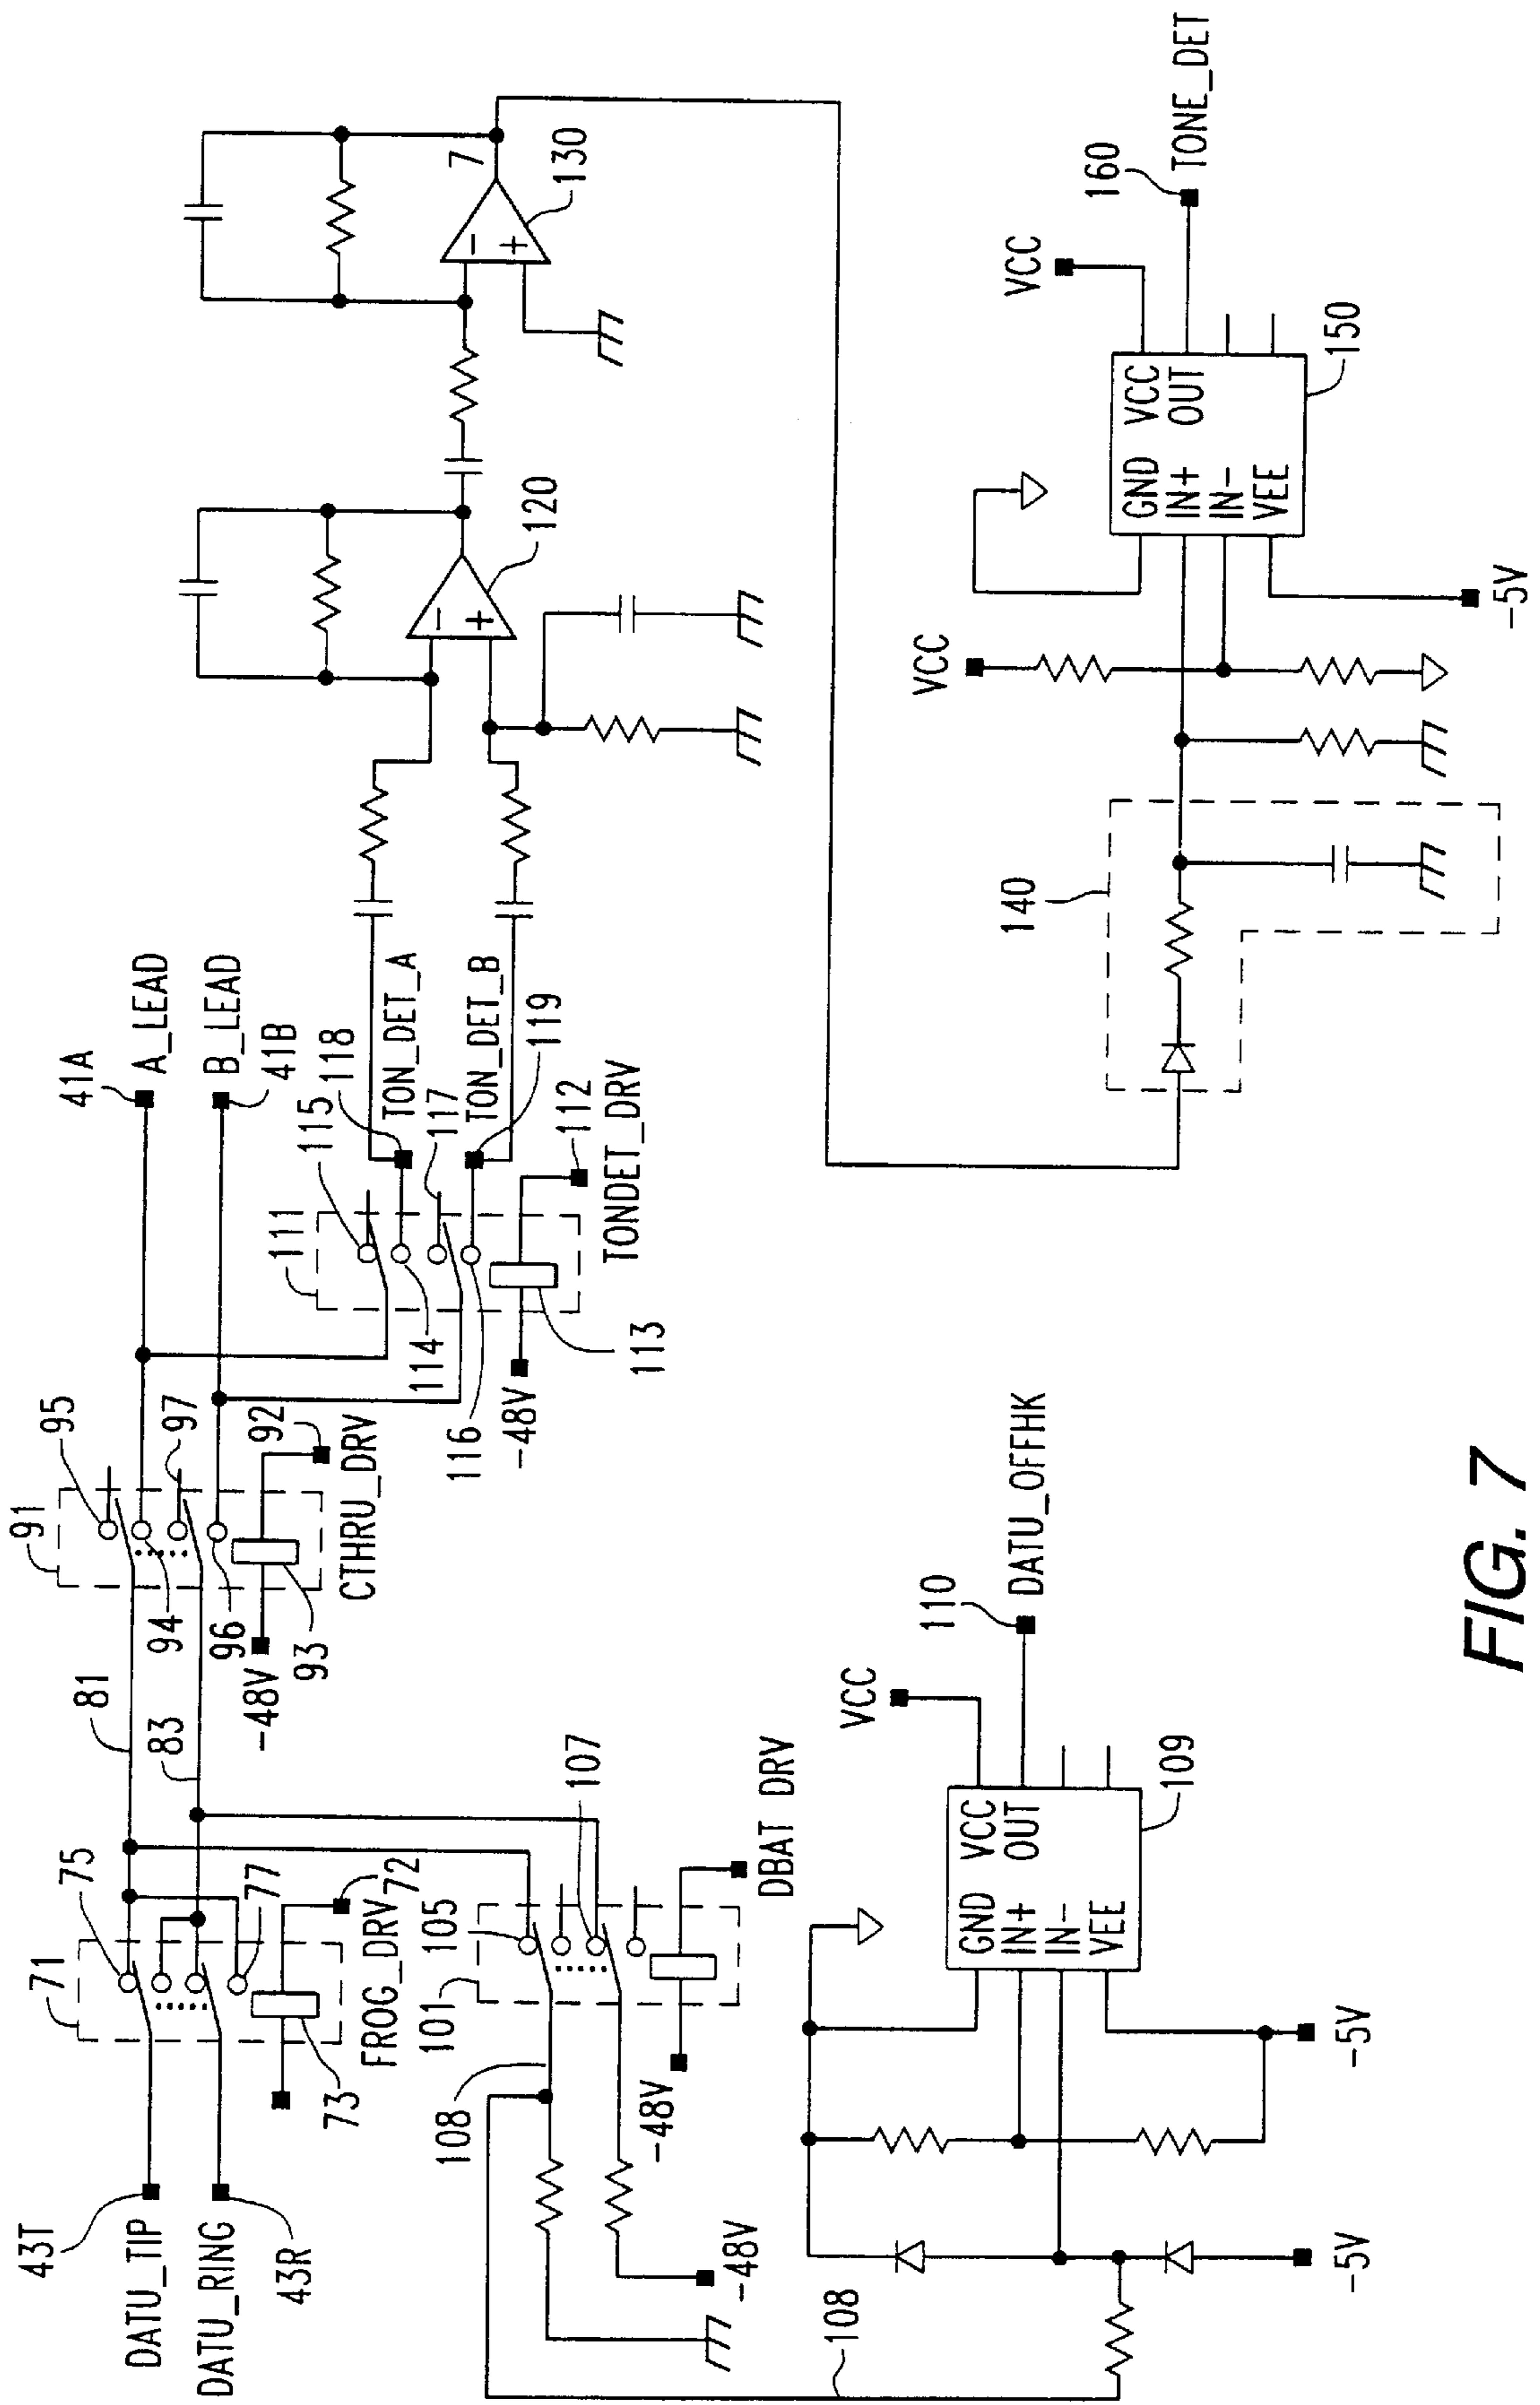 43T
DATU_TIP
DATU_RING
43R
71
75
77
73
FROG_DRV
72
81
83
91
95
94
97
96
-48V
93
92
CTHRU_DRV
41A
A_LEAD
B_LEAD
41B
101
105
107
108
-48V
-48V
DBAT DRV
111
115
118
TON_DET_A
117
TON_DET_B
119
114
116
-48V
113
112
TONDET_DRV
-
+
120
-
+
7
130
108
-5V
-5V
GND VCC
IN+ OUT
IN-
VEE
109
VCC
110
DATU_OFFHK
140
VCC
GND VCC
IN+ OUT
IN-
VEE
-5V
150
VCC
160
TONE_DET
FIG. 7